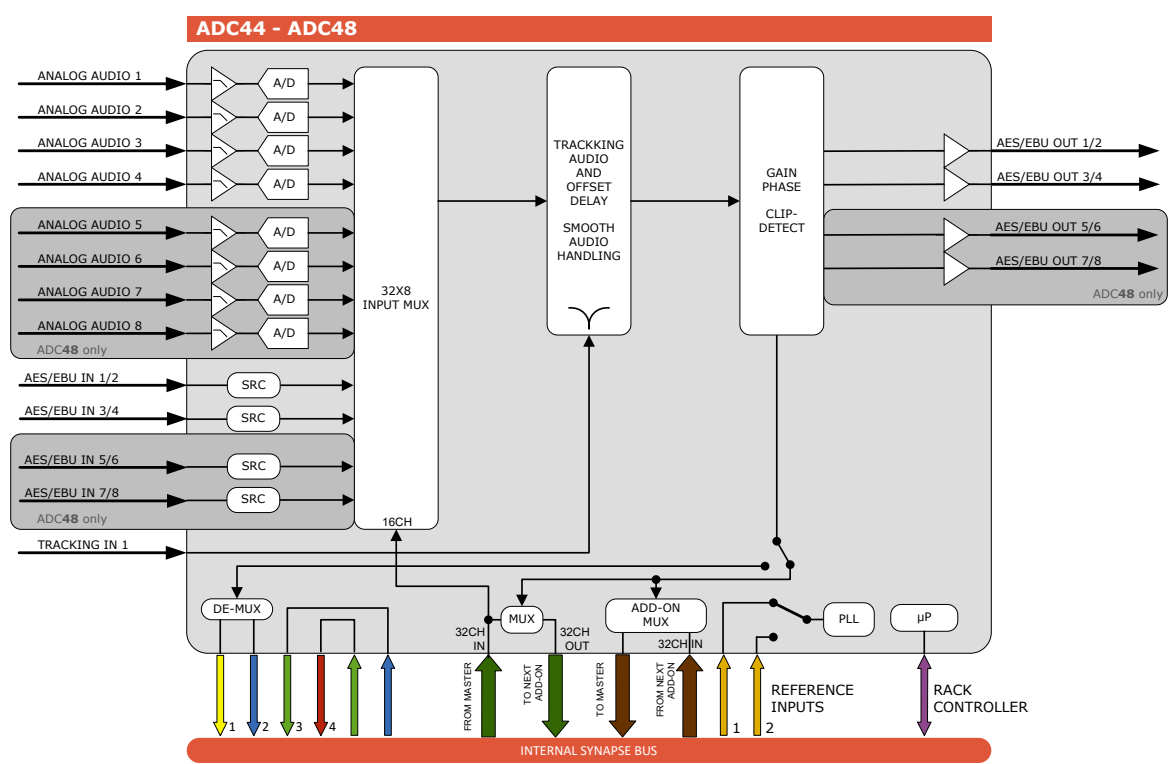 ADC44 - ADC48
ANALOG AUDIO 1
A/D
ANALOG AUDIO 2
A/D
ANALOG AUDIO 3
A/D
ANALOG AUDIO 4
A/D
ANALOG AUDIO 5
A/D
ANALOG AUDIO 6
A/D
ANALOG AUDIO 7
A/D
ANALOG AUDIO 8
A/D
ADC48 only
AES/EBU IN 1/2
SRC
AES/EBU IN 3/4
SRC
AES/EBU IN 5/6
SRC
AES/EBU IN 7/8
SRC
ADC48 only
TRACKING IN 1
32X8
INPUT MUX
16CH
TRACKKING
AUDIO
AND
OFFSET
DELAY
SMOOTH
AUDIO
HANDLING
GAIN
PHASE
CLIP-
DETECT
AES/EBU OUT 1/2
AES/EBU OUT 3/4
AES/EBU OUT 5/6
AES/EBU OUT 7/8
ADC48 only
DE-MUX
MUX
ADD-ON
MUX
PLL
µP
32CH
IN
32CH
OUT
32CH IN
1
2
3
4
FROM MASTER
TO NEXT
ADD-ON
TO MASTER
FROM NEXT
ADD-ON
1
2
REFERENCE
INPUTS
RACK
CONTROLLER
INTERNAL SYNAPSE BUS